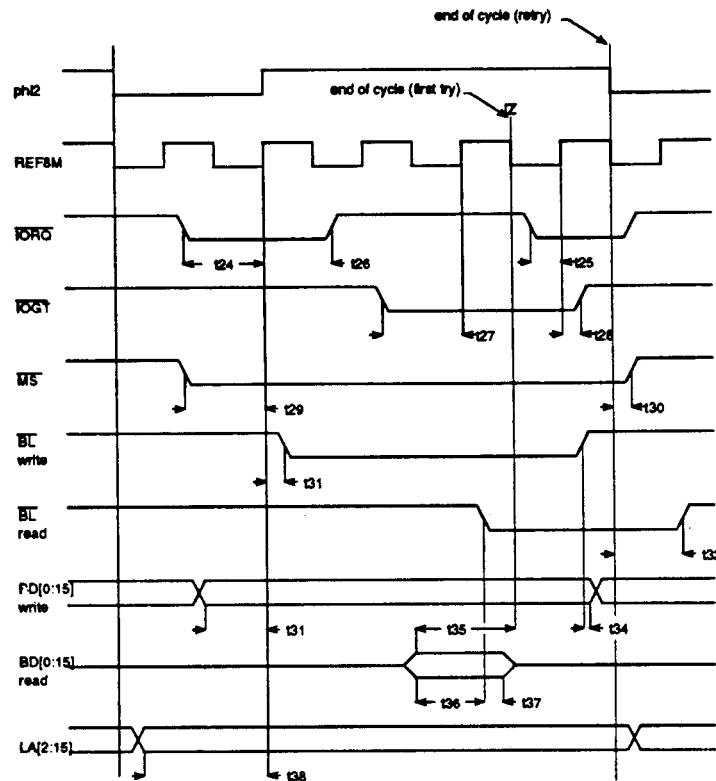 end of cycle (retry)
phi2
end of cycle (first try)
REF8M
IORQ
t24
t26
t25
IOGT
t27
t28
MS
t29
t30
BL
write
t31
BL
read
t33
BD[0:15]
write
t31
t35
t34
BD[0:15]
read
t36
t37
LA[2:15]
t38